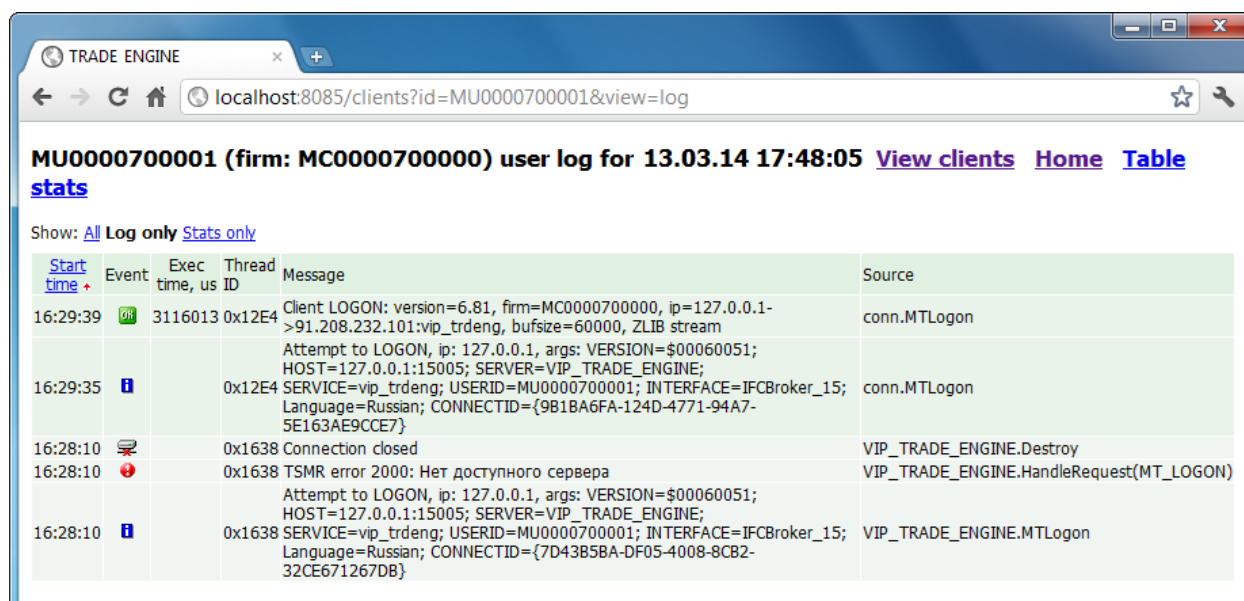 TRADE ENGINE
localhost:8085/clients?id=MU0000700001&view=log
MU0000700001 (firm: MC0000700000) user log for 13.03.14 17:48:05 View clients Home Table
stats
Show: All Log only Stats only
Start time Event Exec time, us Thread ID Message Source
16:29:39 OK 3116013 0x12E4 Client LOGON: version=6.81, firm=MC0000700000, ip=127.0.0.1-
>91.208.232.101:vip_trdeng, bufsize=60000, ZLIB stream conn.MTLogon
Attempt to LOGON, ip: 127.0.0.1, args: VERSION=$00060051;
HOST=127.0.0.1:15005; SERVER=VIP_TRADE_ENGINE;
16:29:35 0x12E4 SERVICE=vip_trdeng; USERID=MU0000700001; INTERFACE=IFCBroker_15; conn.MTLogon
Language=Russian; CONNECTID={9B1BA6FA-124D-4771-94A7-
5E163AE9CCE7}
16:28:10 0x1638 Connection closed VIP_TRADE_ENGINE.Destroy
16:28:10 0x1638 TSMR error 2000: Нет доступного сервера VIP_TRADE_ENGINE.HandleRequest(MT_LOGON)
Attempt to LOGON, ip: 127.0.0.1, args: VERSION=$00060051;
HOST=127.0.0.1:15005; SERVER=VIP_TRADE_ENGINE;
16:28:10 0x1638 SERVICE=vip_trdeng; USERID=MU0000700001; INTERFACE=IFCBroker_15; VIP_TRADE_ENGINE.MTLogon
Language=Russian; CONNECTID={7D43B5BA-DF05-4008-8CB2-
32CE671267DB}